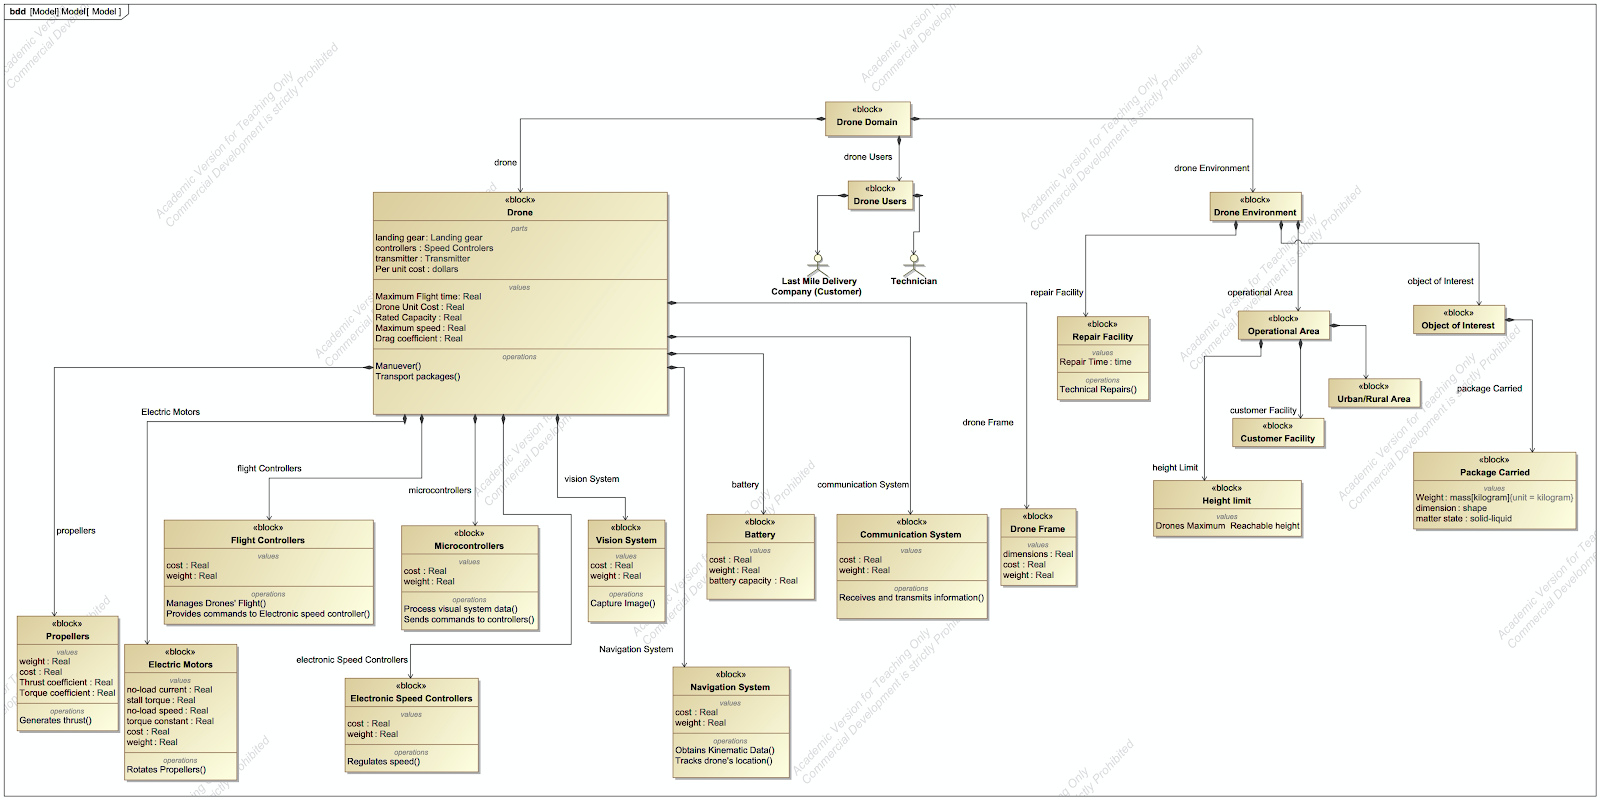 bdd [Model] Model[ Model ]
«block»
Drone Domain
drone
drone Users
drone Environment
«block»
Drone
parts
landing gear : Landing gear
controllers : Speed Controlers
transmitter : Transmitter
Per unit cost : dollars
values
Maximum Flight time: Real
Drone Unit Cost : Real
Rated Capacity : Real
Maximum speed : Real
Drag coefficient : Real
operations
Manuever()
Transport packages()
«block»
Drone Users
Last Mile Delivery
Company (Customer)
Technician
«block»
Drone Environment
repair Facility
operational Area
object of Interest
«block»
Repair Facility
values
Repair Time : time
operations
Technical Repairs()
«block»
Operational Area
«block»
Object of Interest
«block»
Urban/Rural Area
package Carried
customer Facility
«block»
Customer Facility
height Limit
«block»
Height limit
values
Drones Maximum  Reachable height
«block»
Package Carried
values
Weight : mass[kilogram]{unit = kilogram}
dimension : shape
matter state : solid-liquid
propellers
Electric Motors
flight Controllers
microcontrollers
electronic Speed Controllers
vision System
Navigation System
battery
communication System
drone Frame
«block»
Propellers
values
weight : Real
cost : Real
Thrust coefficient : Real
Torque coefficient : Real
operations
Generates thrust()
«block»
Electric Motors
values
no-load current : Real
stall torque : Real
no-load speed : Real
torque constant : Real
cost : Real
weight : Real
operations
Rotates Propellers()
«block»
Flight Controllers
values
cost : Real
weight : Real
operations
Manages Drones' Flight()
Provides commands to Electronic speed controller()
«block»
Microcontrollers
values
cost : Real
weight : Real
operations
Process visual system data()
Sends commands to controllers()
«block»
Electronic Speed Controllers
values
cost : Real
weight : Real
operations
Regulates speed()
«block»
Vision System
values
cost : Real
weight : Real
operations
Capture Image()
«block»
Navigation System
values
cost : Real
weight : Real
operations
Obtains Kinematic Data()
Tracks drone's location()
«block»
Battery
values
cost : Real
weight : Real
battery capacity : Real
«block»
Communication System
values
cost : Real
weight : Real
operations
Receives and transmits information()
«block»
Drone Frame
values
dimensions : Real
cost : Real
weight : Real
Academic Version for Teaching Only
Commercial Development is strictly Prohibited